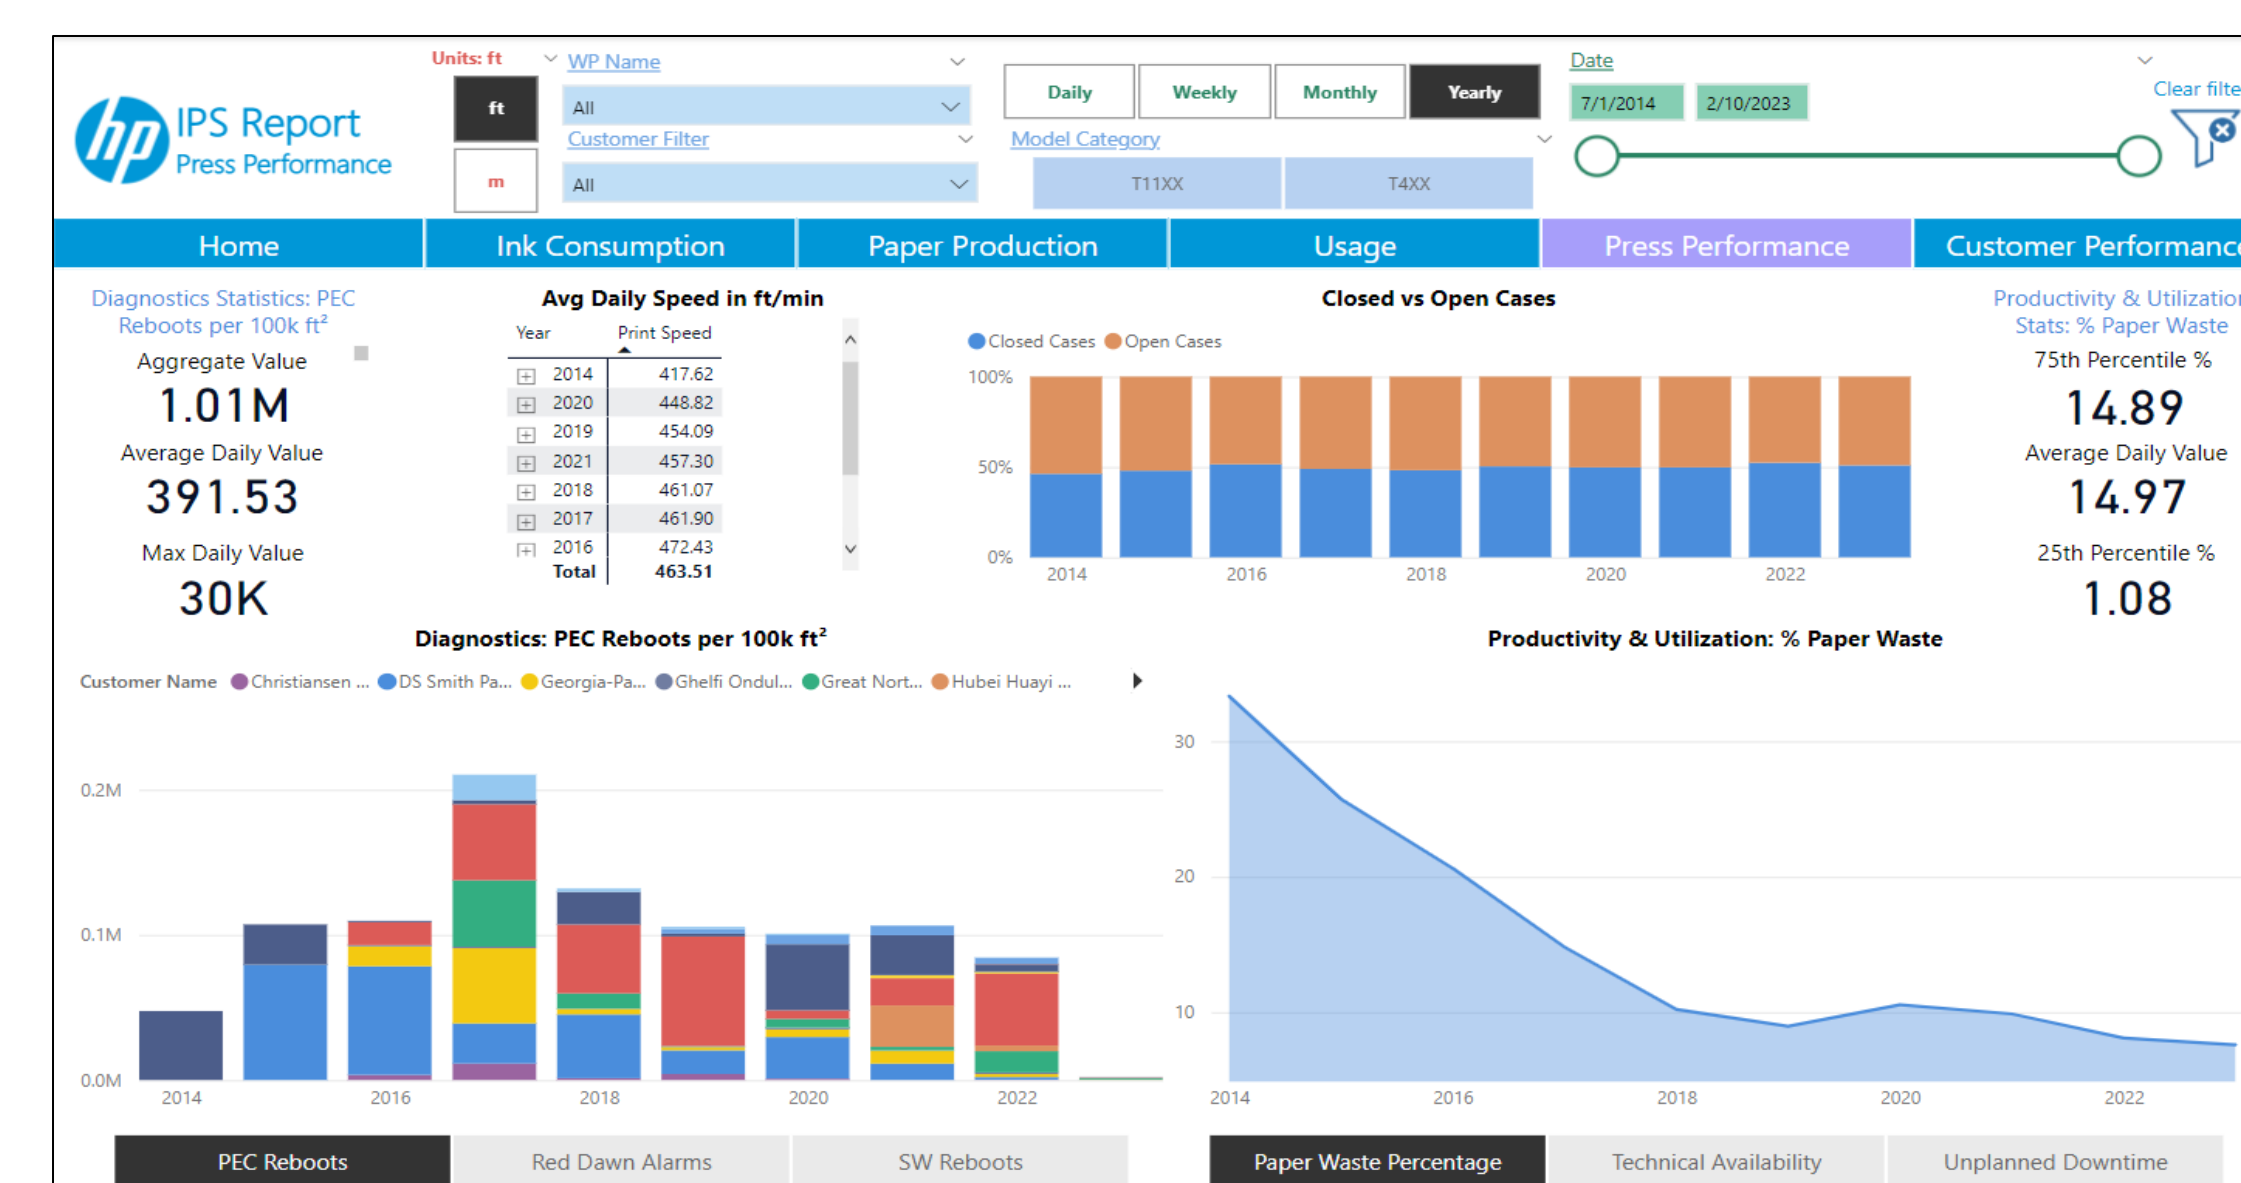 hp
IPS Report
Press Performance
Units: ft
ft
m
WP Name
All
Customer Filter
All
Daily
Weekly
Monthly
Yearly
Model Category
T11XX
T4XX
Date
7/1/2014
2/10/2023
Clear filte
Home
Ink Consumption
Paper Production
Usage
Press Performance
Customer Performanc
Diagnostics Statistics: PEC
Reboots per 100k ft²
Aggregate Value
1.01M
Average Daily Value
391.53
Max Daily Value
30K
Avg Daily Speed in ft/min
Year Print Speed
2014 417.62
2020 448.82
2019 454.09
2021 457.30
2018 461.07
2017 461.90
2016 472.43
Total 463.51
Closed vs Open Cases
Closed Cases Open Cases
100%
50%
0%
2014 2016 2018 2020 2022
Productivity & Utilization
Stats: % Paper Waste
75th Percentile %
14.89
Average Daily Value
14.97
25th Percentile %
1.08
Diagnostics: PEC Reboots per 100k ft²
Customer Name Christiansen ... DS Smith Pa... Georgia-Pa... Ghelfi Ondul... Great Nort... Hubei Huayi ...
0.2M
0.1M
0.0M
2014 2016 2018 2020 2022
Productivity & Utilization: % Paper Waste
30
20
10
2014 2016 2018 2020 2022
PEC Reboots
Red Dawn Alarms
SW Reboots
Paper Waste Percentage
Technical Availability
Unplanned Downtime